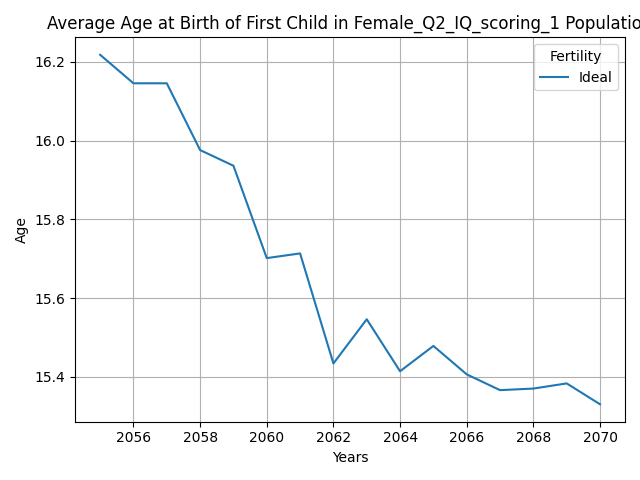 Average Age at Birth of First Child in Female_Q2_IQ_scoring_1 Populatio
Fertility
Ideal
16.2
16.0
15.8
15.6
15.4
Age
2056 2058 2060 2062 2064 2066 2068 2070
Years